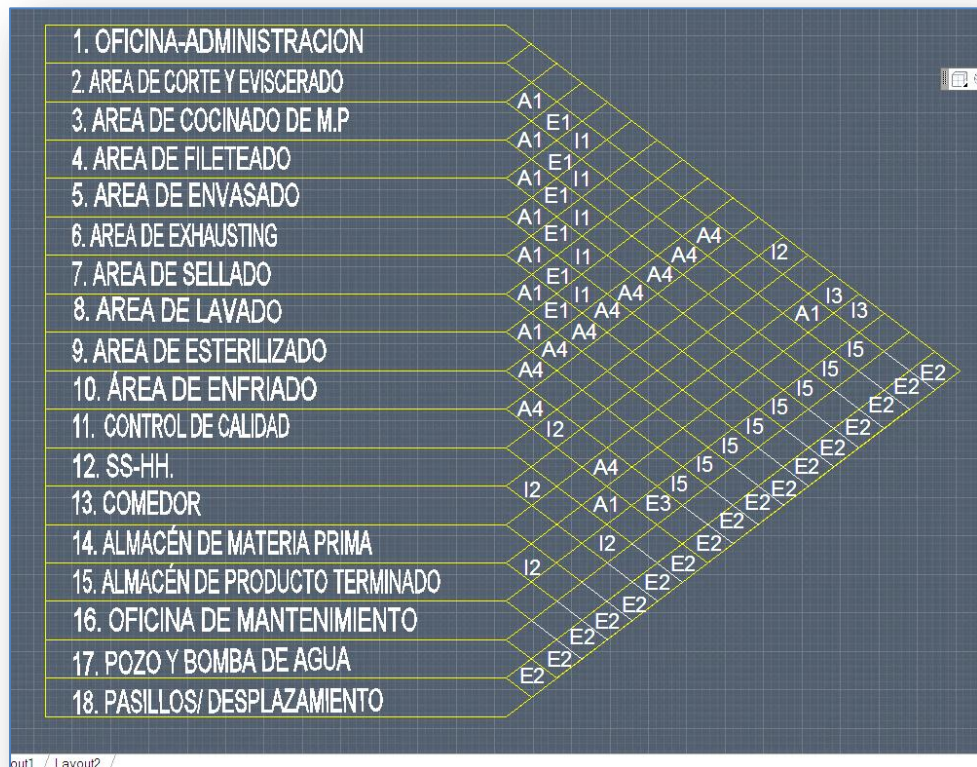 1. OFICINA-ADMINISTRACION
2. AREA DE CORTE Y EVISCERADO
3. AREA DE COCINADO DE M.P
4. AREA DE FILETEADO
5. AREA DE ENVASADO
6. AREA DE EXHAUSTING
7. AREA DE SELLADO
8. AREA DE LAVADO
9. AREA DE ESTERILIZADO
10. ÁREA DE ENFRIADO
11. CONTROL DE CALIDAD
12. SS-HH.
13. COMEDOR
14. ALMACÉN DE MATERIA PRIMA
15. ALMACÉN DE PRODUCTO TERMINADO
16. OFICINA DE MANTENIMIENTO
17. POZO Y BOMBA DE AGUA
18. PASILLOS/ DESPLAZAMIENTO
A1
E1
A1 I1
E1
A1 I1
E1
A1 I1
E1 A4
A1 I1 A4 I2
E1 A4
A1 I1 A4 I3
E1 A4 A1 I3
A1 A4
A4 I5
A4 I5 E2
I5 E2
A4 I5 E2
I2 I5 E2
I5 E2
A4 I5 E2
I2 I5 E2
A1 E3 E2
E2
I2 E2
I2 E2
E2
E2
E2
E2
E2
E2
out1 / Layout2 /